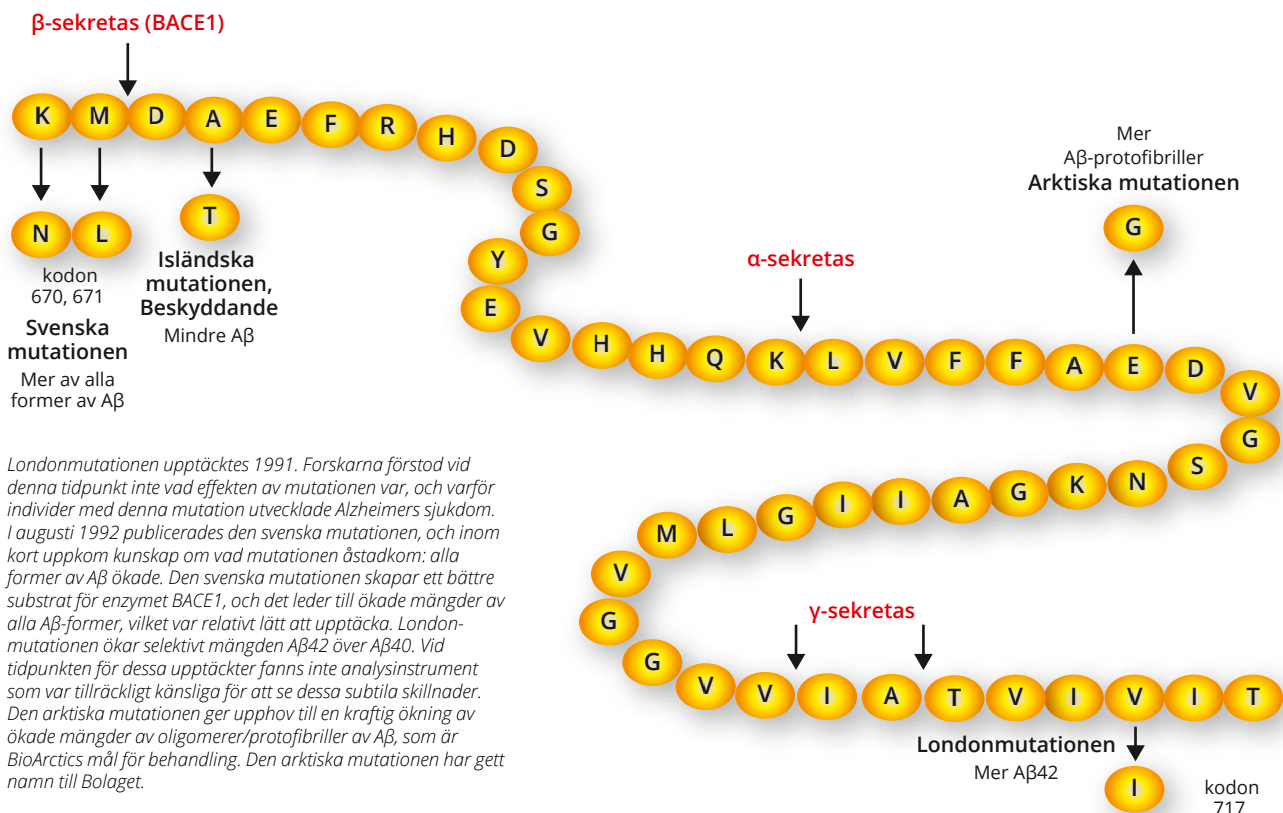 β-sekretas (BACE1)
K M D A E F R H D S G Y E V H H Q K L V F F A E D V G S N K G A I I G L M V G G V V I A T V I V I T
N L
kodon
670, 671
Svenska
mutationen
Mer av alla
former av Aβ
T
Isländska
mutationen,
Beskyddande
Mindre Aβ
α-sekretas
Mer
Aβ-protofibriller
Arktiska mutationen
G
γ-sekretas
Londonmutationen
Mer Aβ42
I
kodon
717
Londonmutationen upptäcktes 1991. Forskarna förstod vid
denna tidpunkt inte vad effekten av mutationen var, och varför
individer med denna mutation utvecklade Alzheimers sjukdom.
I augusti 1992 publicerades den svenska mutationen, och inom
kort uppkom kunskap om vad mutationen åstadkom: alla
former av Aβ ökade. Den svenska mutationen skapar ett bättre
substrat för enzymet BACE1, och det leder till ökade mängder av
alla Aβ-former, vilket var relativt lätt att upptäcka. London-
mutationen ökar selektivt mängden Aβ42 över Aβ40. Vid
tidpunkten för dessa upptäckter fanns inte analysinstrument
som var tillräckligt känsliga för att se dessa subtila skillnader.
Den arktiska mutationen ger upphov till en kraftig ökning av
ökade mängder av oligomerer/protofibriller av Aβ, som är
BioArctics mål för behandling. Den arktiska mutationen har gett
namn till Bolaget.